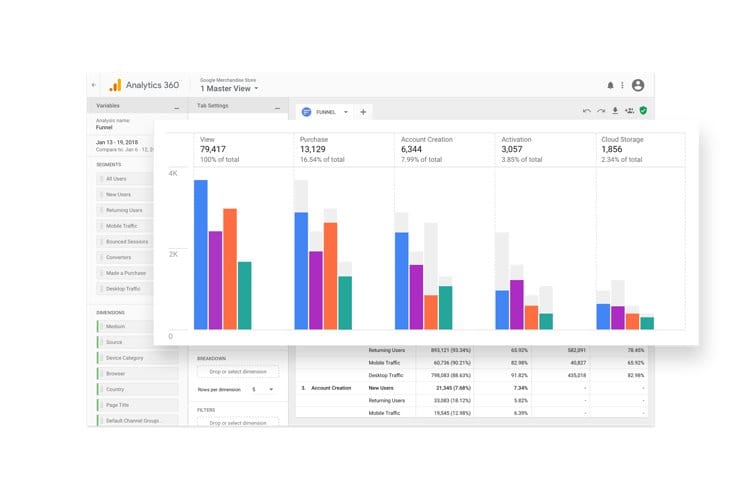 Analytics 360
Google Merchandise Store
1 Master View
Variables
Tab Settings
FUNNEL
Analysis name:
Funnel
Jan 13 - 19, 2018
Compare to: Jan 6 - 12,
SEGMENTS
All Users
New Users
Returning Users
Mobile Traffic
Bounced Sessions
Converters
Made a Purchase
Desktop Traffic
DIMENSIONS
Medium
Source
Device Category
Browser
Country
Page Title
Default Channel Groups...
View
79,417
100% of total
Purchase
13,129
16.54% of total
Account Creation
6,344
7.99% of total
Activation
3,057
3.85% of total
Cloud Storage
1,856
2.34% of total
4K
2K
0
BREAKDOWN
Drop or select dimension
Rows per dimension 5
FILTERS
Drop or select dimension
Returning Users 893,121 (93.34%) 65.92% 582,091 78.45%
Mobile Traffic 60,736 (90.21%) 82.98% 40,827 65.92%
Desktop Traffic 798,083 (88.63%) 91.82% 435,018 82.98%
3. Account Creation New Users 21,345 (7.68%) 7.34% - -
Returning Users 33,083 (18.12%) 5.82% - -
Mobile Traffic 19,545 (12.98%) 6.39% - -